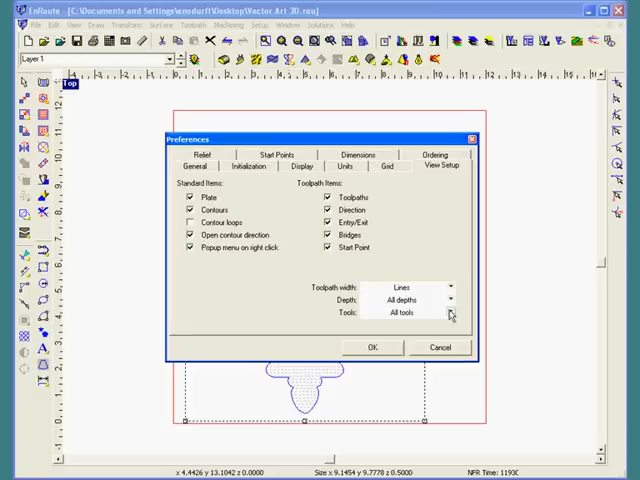 EnRoute - [C:\Documents and Settings\nodurft\Desktop\Vector Art 3D.rou]
File Edit View Draw Transform Surface Toolpath Machining Setup Window Solutions Help
Layer 1
Top
Preferences
Relief Start Points Dimensions Ordering
General Initialization Display Units Grid View Setup
Standard Items: Toolpath Items:
Plate Toolpaths
Contours Direction
Contour loops Entry/Exit
Open contour direction Bridges
Popup menu on right click Start Point
Toolpath width: Lines
Depth: All depths
Tools: All tools
OK Cancel
x 4.4426 y 13.1042 z 0.0000 Size x 9.1454 y 9.7778 z 0.5000 NFR Time: 1193